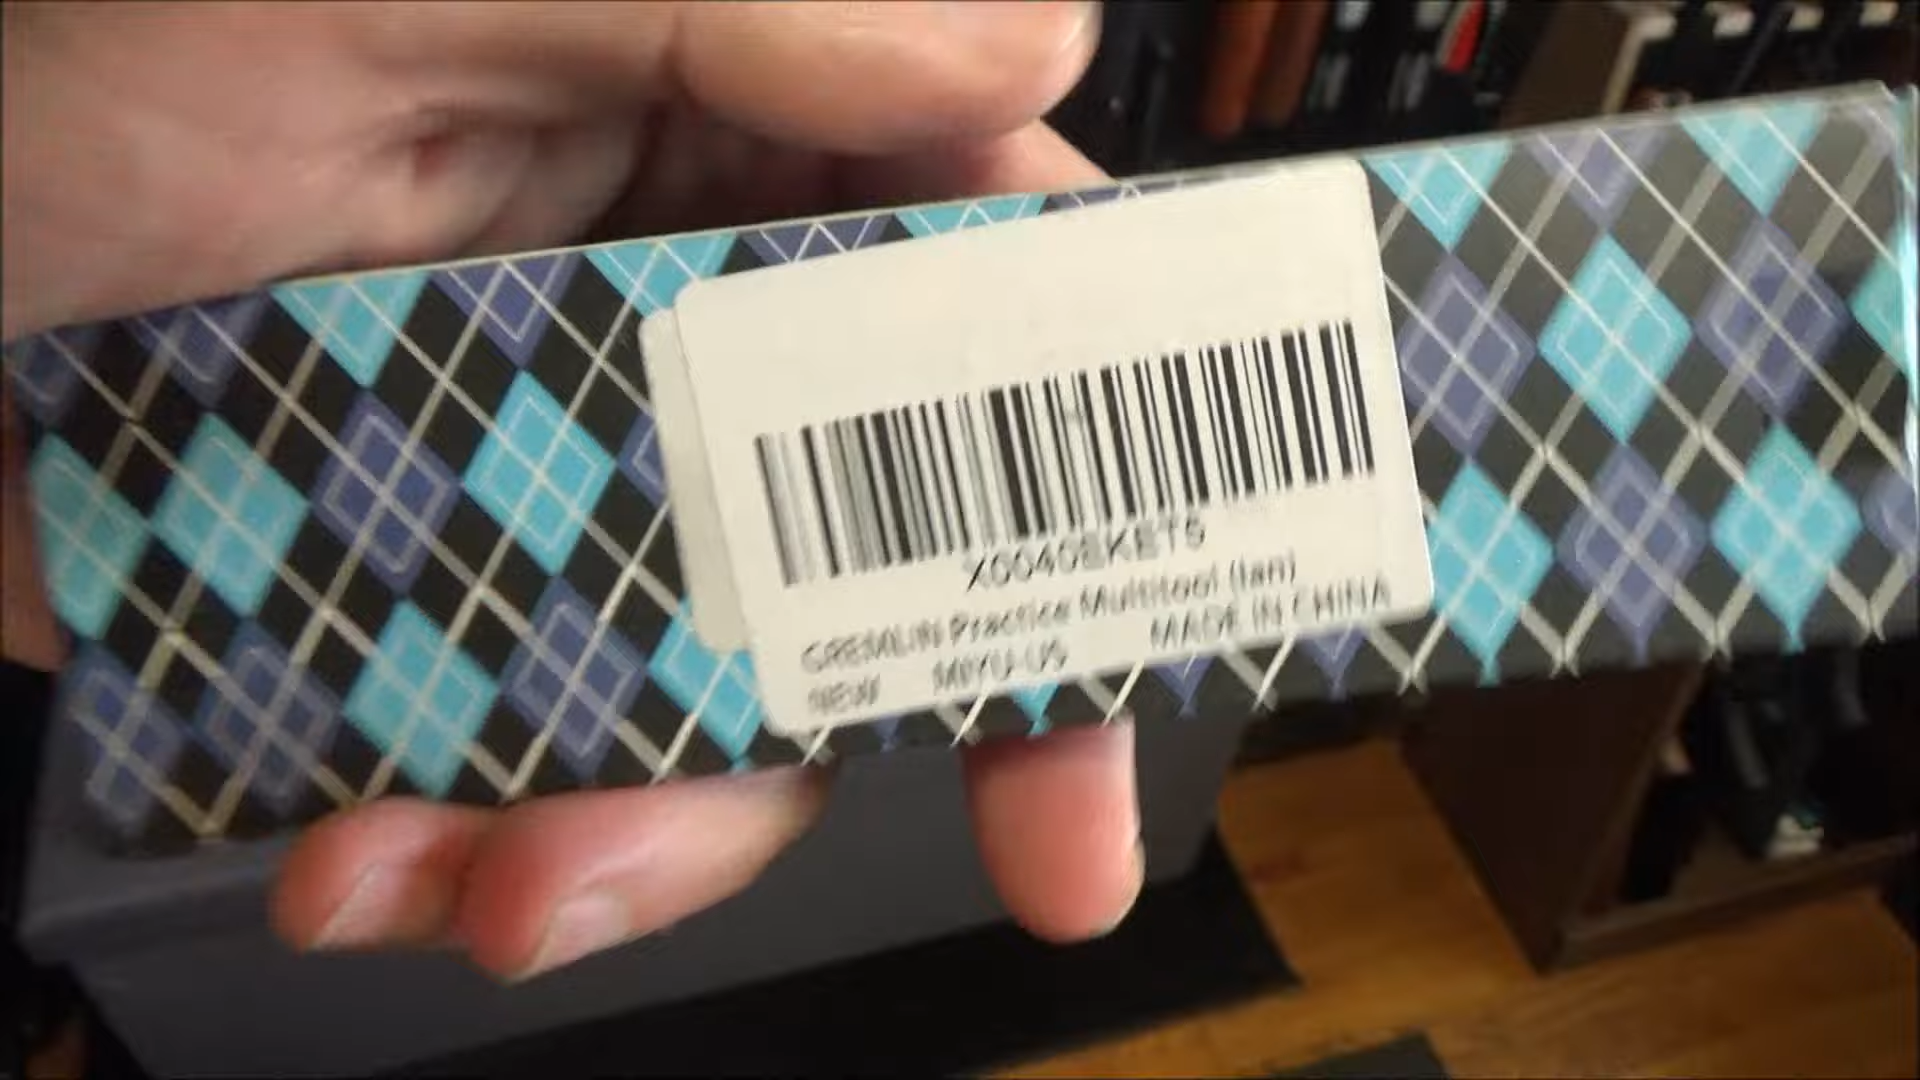 X0040EKET5
GREMLIN Practice Multitool (tan)
NEW MIYU-US MADE IN CHINA